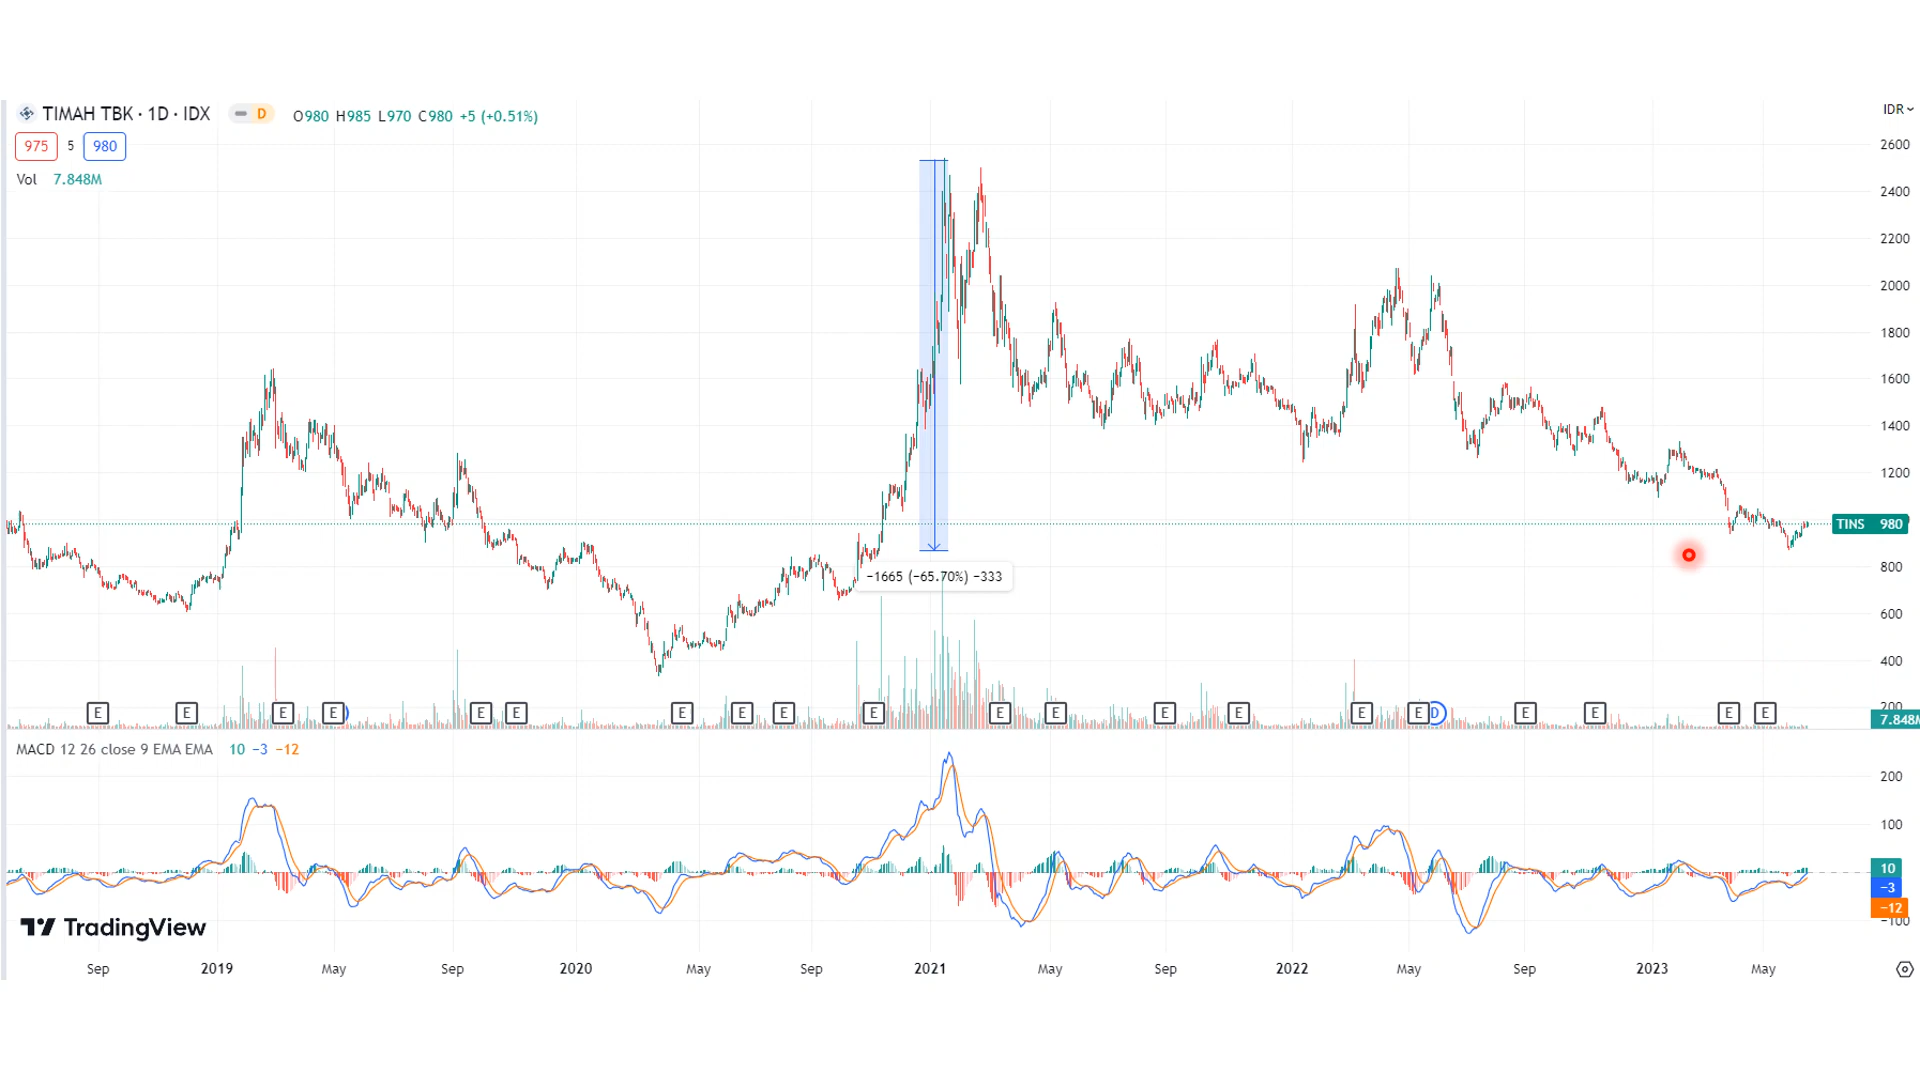 TIMAH TBK · 1D · IDX D O980 H985 L970 C980 +5 (+0.51%)
975 5 980
Vol 7.848M
IDR
2600
2400
2200
2000
1800
1600
1400
1200
TINS 980
800
600
400
200
7.848M
−1665 (−65.70%) −333
E E E E E E E E E E E E E E E E D E E E E
MACD 12 26 close 9 EMA EMA 10 −3 −12
200
100
10
−3
−12
−100
TradingView
Sep 2019 May Sep 2020 May Sep 2021 May Sep 2022 May Sep 2023 May